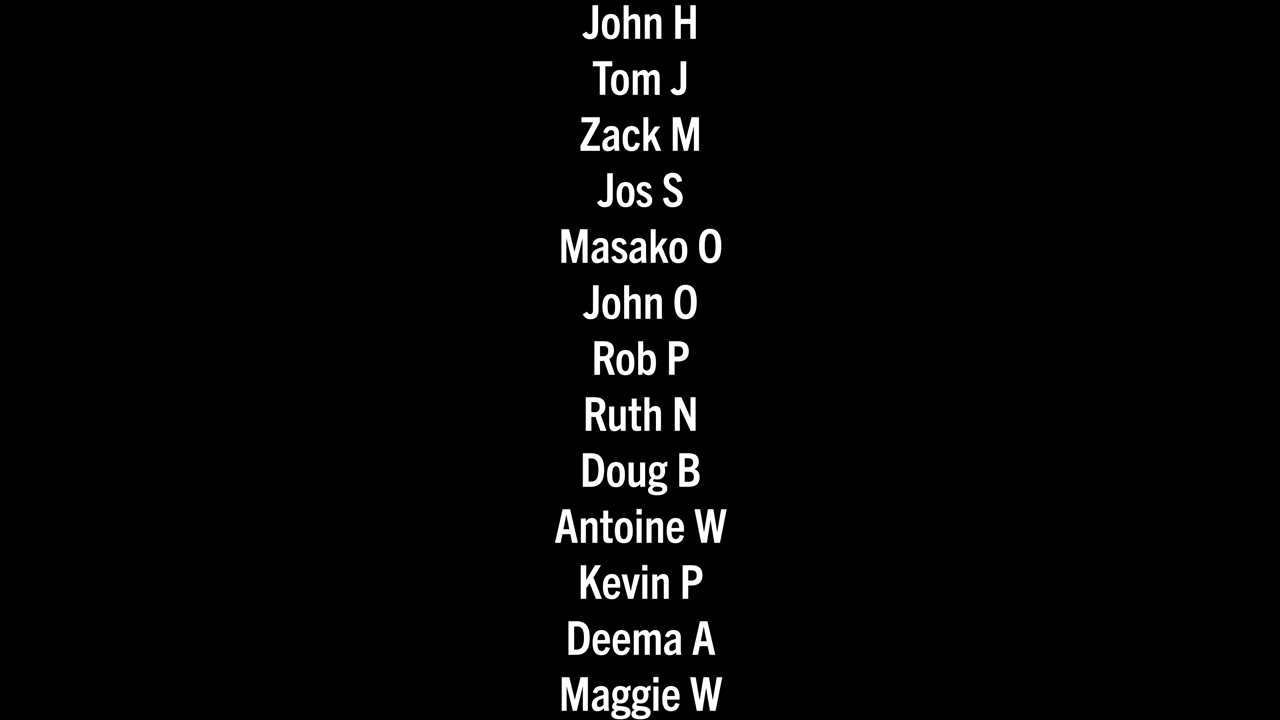 John H
Tom J
Zack M
Jos S
Masako O
John O
Rob P
Ruth N
Doug B
Antoine W
Kevin P
Deema A
Maggie W